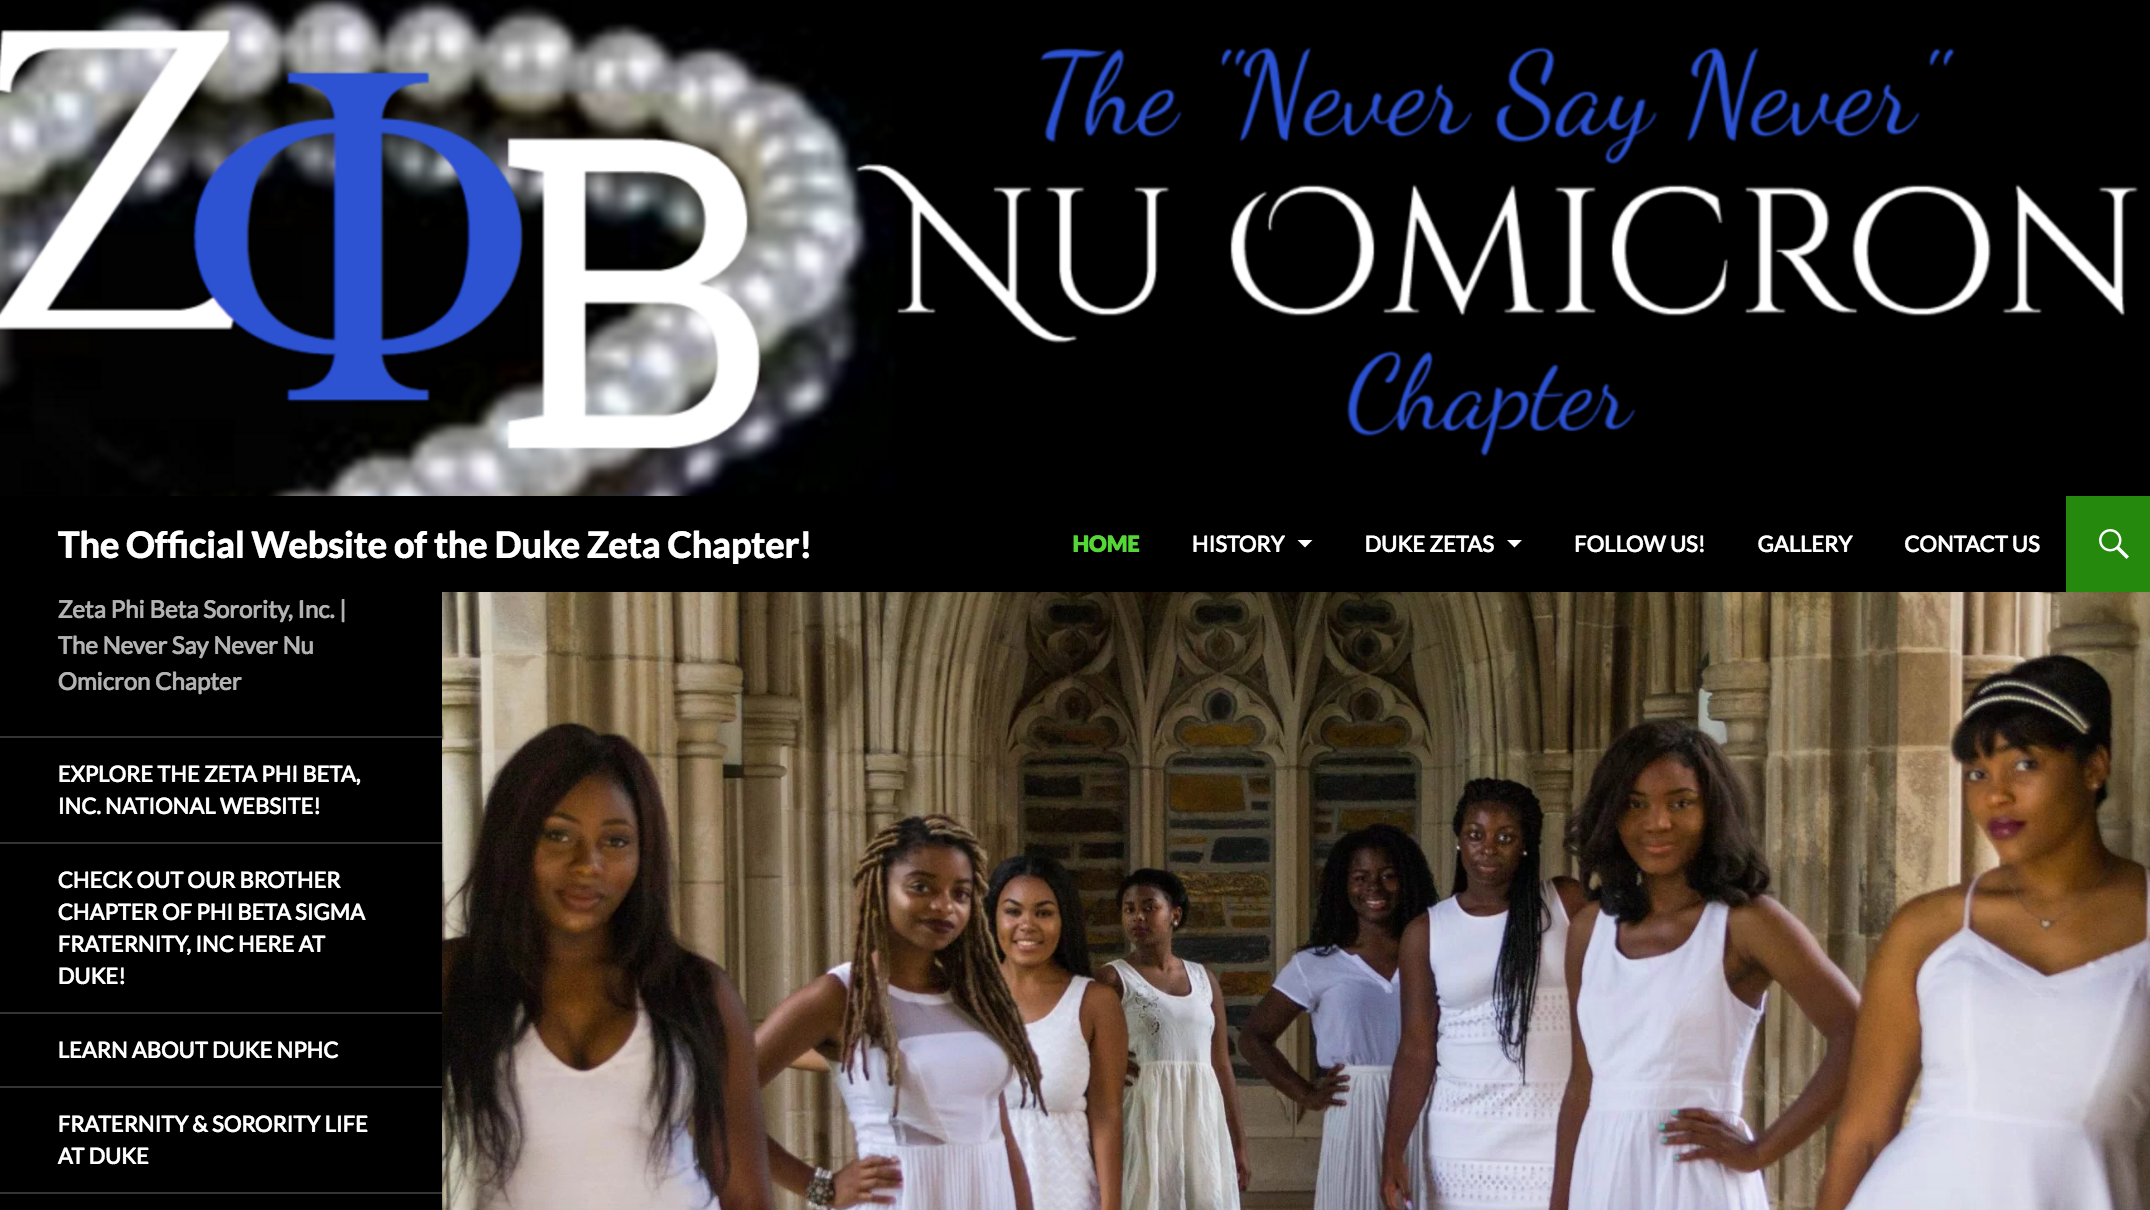 ΖΦΒ
The "Never Say Never"
NU OMICRON
Chapter
The Official Website of the Duke Zeta Chapter!
HOME
HISTORY
DUKE ZETAS
FOLLOW US!
GALLERY
CONTACT US
Zeta Phi Beta Sorority, Inc. |
The Never Say Never Nu
Omicron Chapter
EXPLORE THE ZETA PHI BETA,
INC. NATIONAL WEBSITE!
CHECK OUT OUR BROTHER
CHAPTER OF PHI BETA SIGMA
FRATERNITY, INC HERE AT
DUKE!
LEARN ABOUT DUKE NPHC
FRATERNITY & SORORITY LIFE
AT DUKE